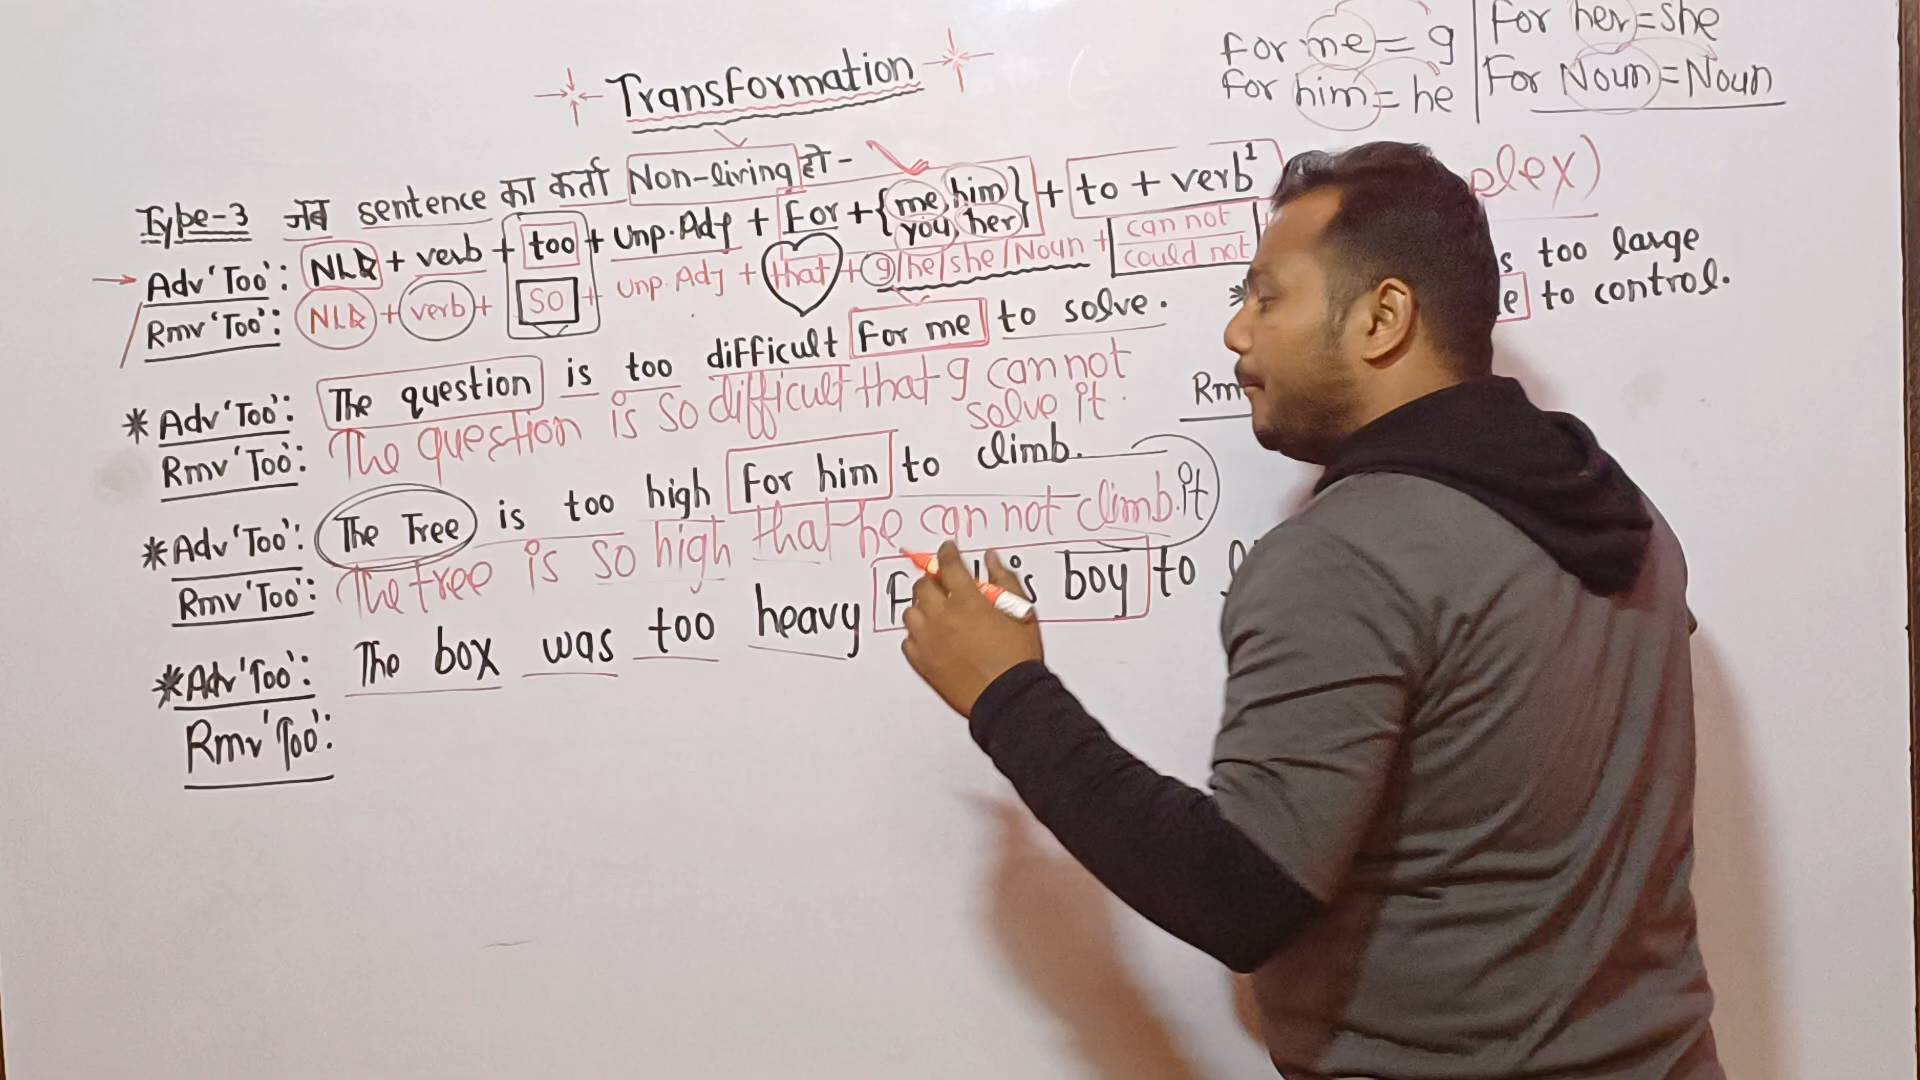 Transformation
For me = I
For him = he
For her = she
For Noun = Noun
Type-3 जब sentence का कर्ता Non-living हो -
Adv 'Too': NLK + verb + too + Unp. Adj + For + {me, him you, her} + to + verb¹
Rmv 'Too': NLK + verb + So + Unp. Adj + that + I/he/she/Noun + can not could not
* Adv 'Too': The question is too difficult For me to solve.
Rmv 'Too': The question is so difficult that I cannot solve it.
* Adv 'Too': The Tree is too high For him to climb.
Rmv 'Too': The tree is so high that he can not climb it
* Adv 'Too': The box was too heavy boy to
Rmv 'Too':
too large
to control.